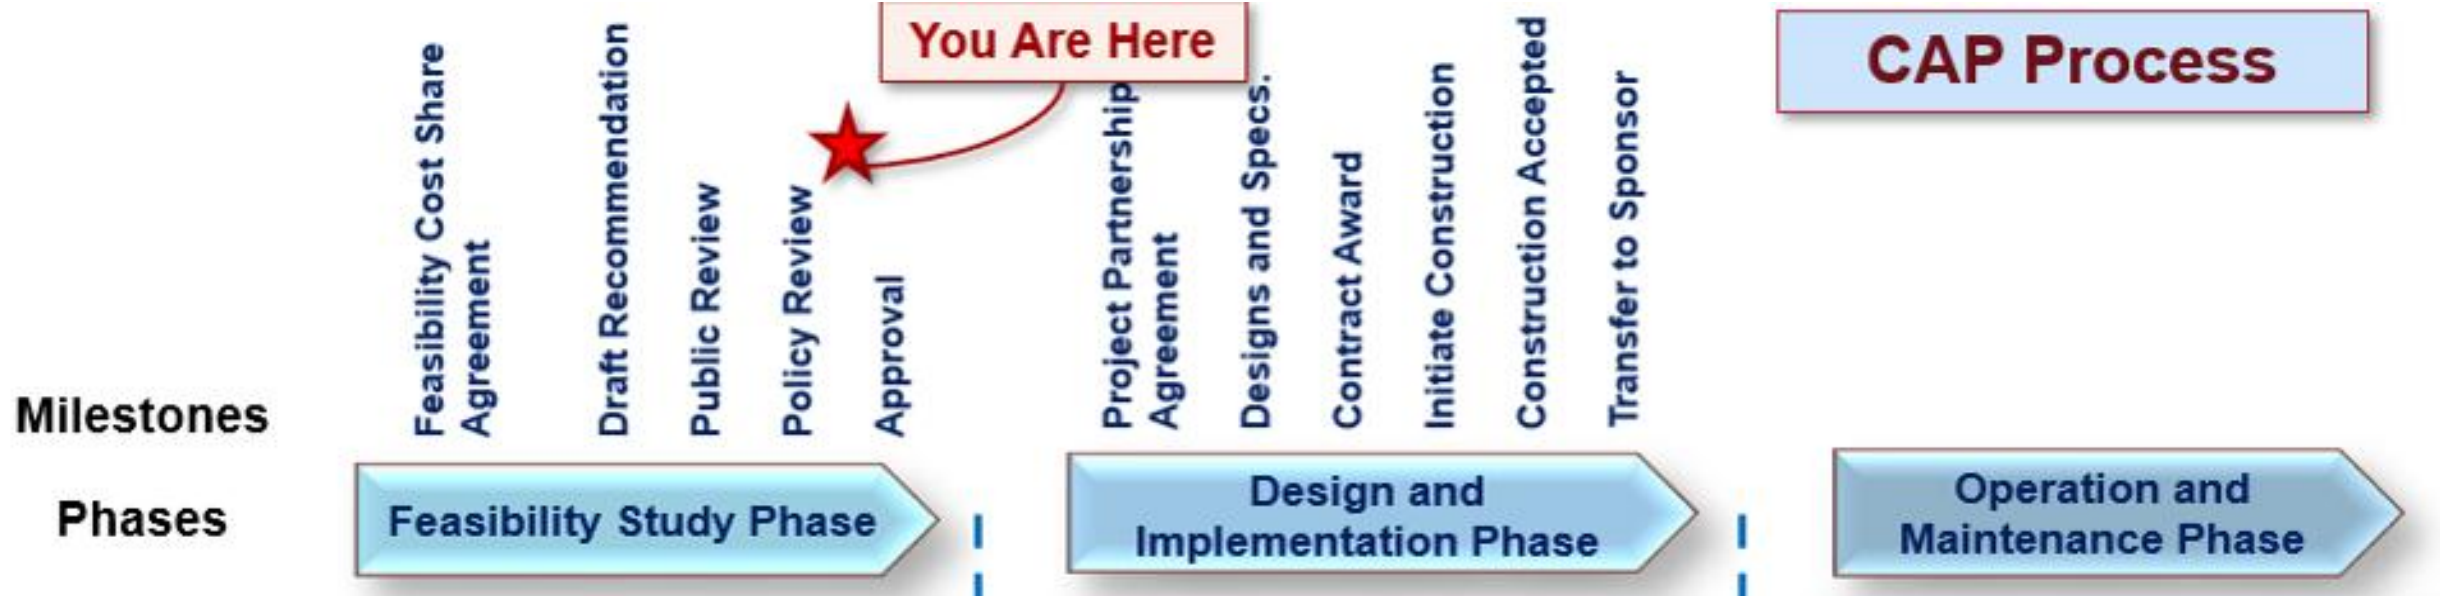 You Are Here
CAP Process
Feasibility Cost Share
Agreement
Draft Recommendation
Public Review
Policy Review
Approval
Project Partnership
Agreement
Designs and Specs.
Contract Award
Initiate Construction
Construction Accepted
Transfer to Sponsor
Milestones
Phases
Feasibility Study Phase
Design and
Implementation Phase
Operation and
Maintenance Phase